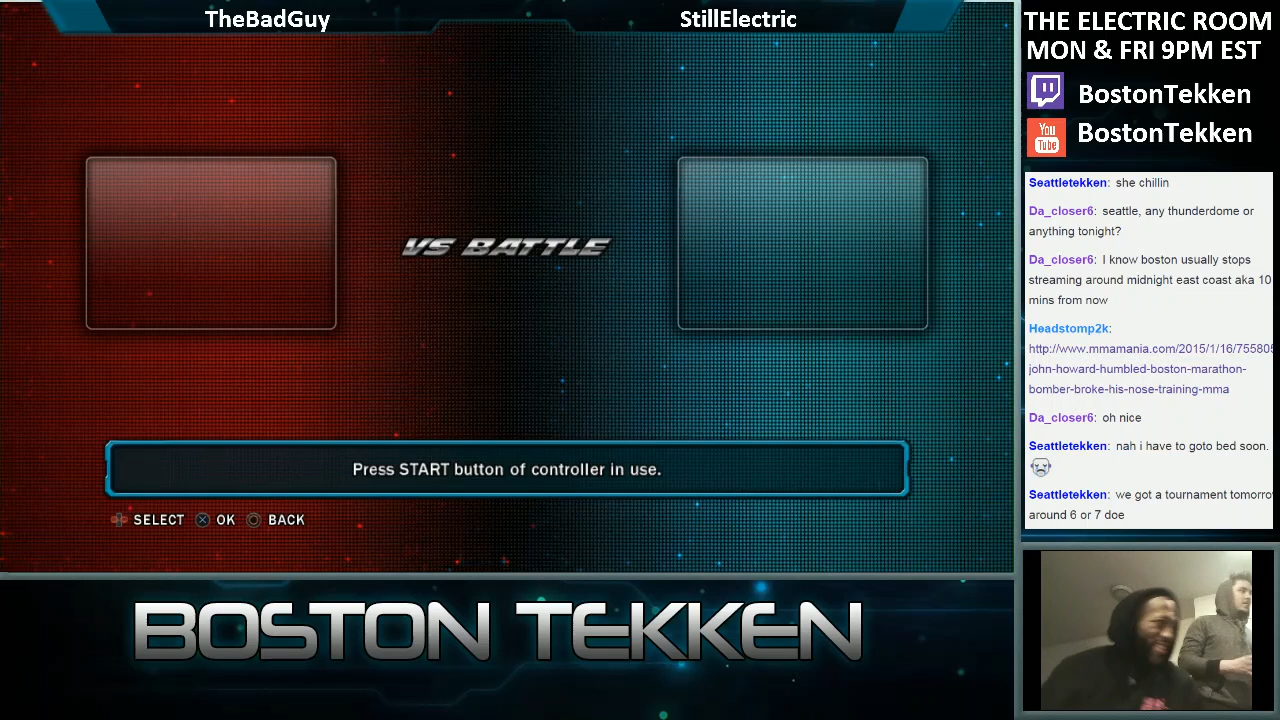 TheBadGuy
StillElectric
VS BATTLE
Press START button of controller in use.
SELECT OK BACK
BOSTON TEKKEN
THE ELECTRIC ROOM
MON & FRI 9PM EST
BostonTekken
You
Tube
BostonTekken
Seattletekken: she chillin
Da_closer6: seattle, any thunderdome or
anything tonight?
Da_closer6: I know boston usually stops
streaming around midnight east coast aka 10
mins from now
Headstomp2k:
http://www.mmamania.com/2015/1/16/755805
john-howard-humbled-boston-marathon-
bomber-broke-his-nose-training-mma
Da_closer6: oh nice
Seattletekken: nah i have to goto bed soon.
Seattletekken: we got a tournament tomorro
around 6 or 7 doe